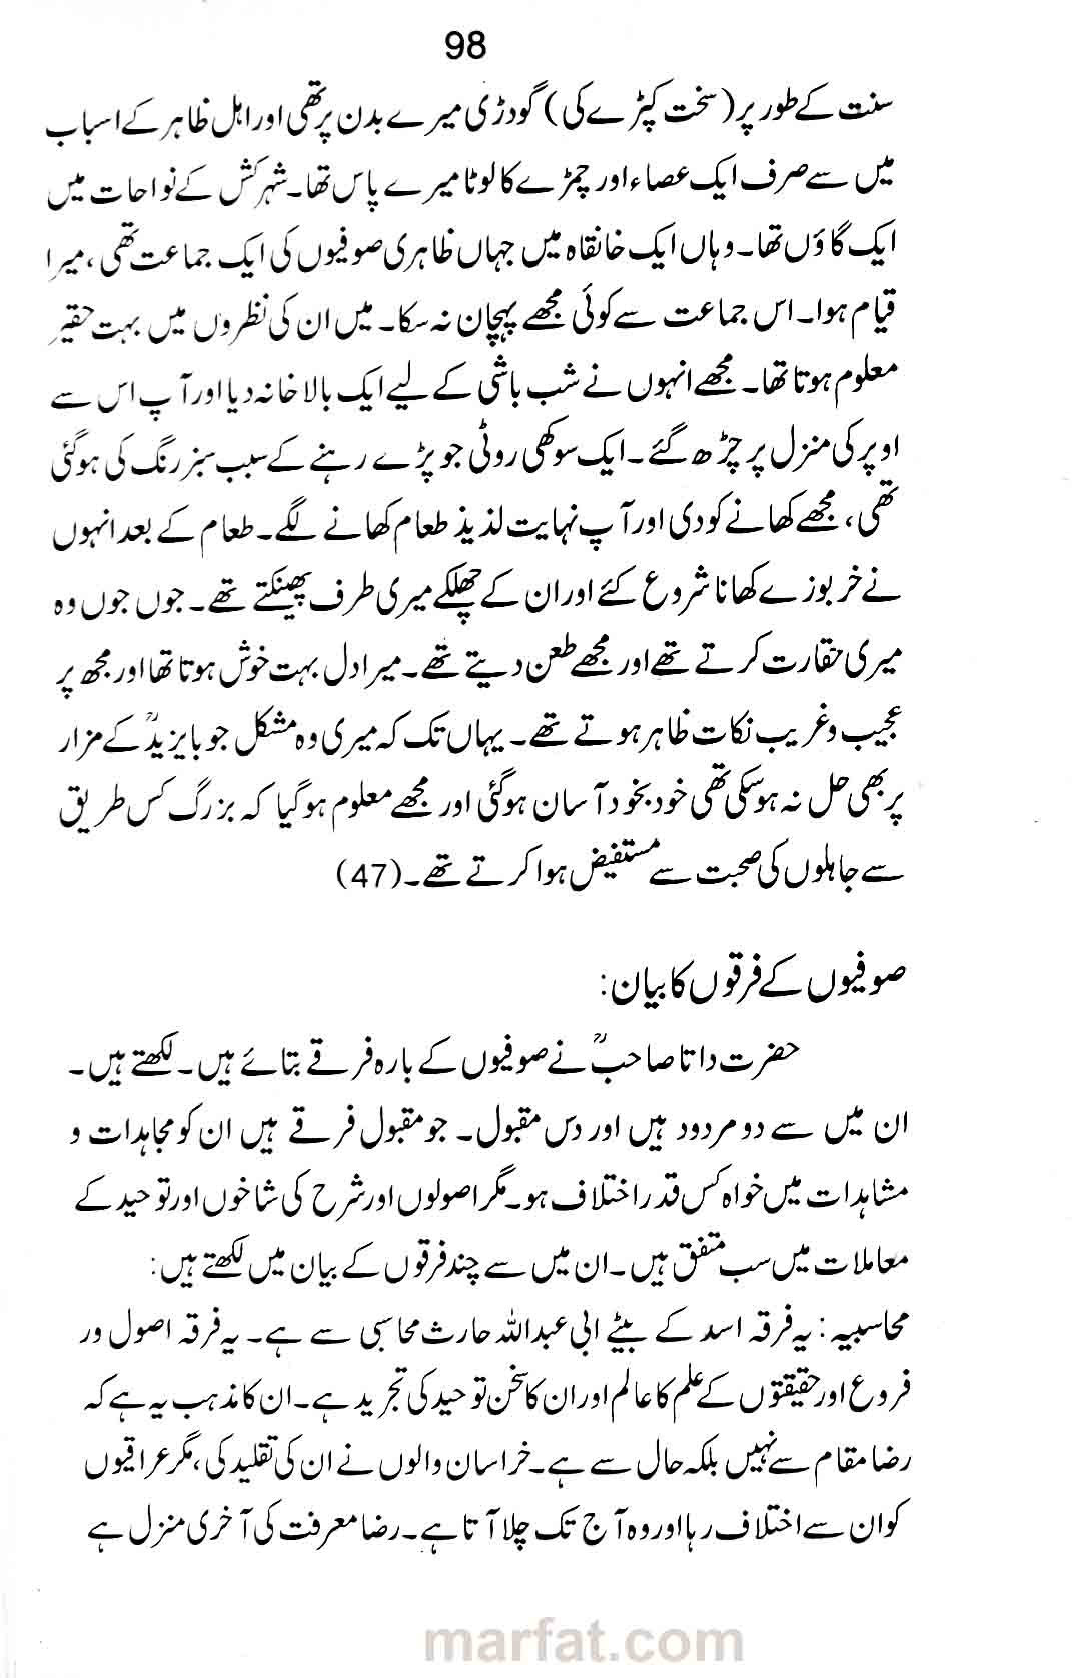 98
سنت کے طور پر (سخت کپڑے کی) گودڑی میرے بدن پر تھی اور اہل ظاہر کے اسباب
میں سے صرف ایک عصاء اور چمڑے کا لوٹا میرے پاس تھا۔ شہر کش کے نواحات میں
ایک گاؤں تھا۔ وہاں ایک خانقاہ میں جہاں ظاہری صوفیوں کی ایک جماعت تھی، میرا
قیام ہوا۔ اس جماعت سے کوئی مجھے پہچان نہ سکا۔ میں ان کی نظروں میں بہت حقیر
معلوم ہوتا تھا۔ مجھے انہوں نے شب باشی کے لیے ایک بالا خانہ دیا اور آپ اس سے
اوپر کی منزل پر چڑھ گئے۔ ایک سوکھی روٹی جو پڑے رہنے کے سبب سبز رنگ کی ہوگئی
تھی، مجھے کھانے کو دی اور آپ نہایت لذیذ طعام کھانے لگے۔ طعام کے بعد انہوں
نے خربوزے کھانا شروع کئے اور ان کے چھلکے میری طرف پھینکتے تھے۔ جوں جوں وہ
میری حقارت کرتے تھے اور مجھے طعن دیتے تھے۔ میرا دل بہت خوش ہوتا تھا اور مجھ پر
عجیب و غریب نکات ظاہر ہوتے تھے۔ یہاں تک کہ میری وہ مشکل جو بایزیدؒ کے مزار
پر بھی حل نہ ہوسکی تھی خود بخود آسان ہوگئی اور مجھے معلوم ہوگیا کہ بزرگ کس طریق
سے جاہلوں کی صحبت سے مستفیض ہوا کرتے تھے۔ (47)
صوفیوں کے فرقوں کا بیان:
حضرت داتا صاحبؒ نے صوفیوں کے بارہ فرقے بتائے ہیں۔ لکھتے ہیں۔
ان میں سے دو مردود ہیں اور دس مقبول۔ جو مقبول فرقے ہیں ان کو مجاہدات و
مشاہدات میں خواہ کس قدر اختلاف ہو۔ مگر اصولوں اور شرح کی شاخوں اور توحید کے
معاملات میں سب متفق ہیں۔ ان میں سے چند فرقوں کے بیان میں لکھتے ہیں:
محاسبیہ: یہ فرقہ اسد کے بیٹے ابی عبداللہ حارث محاسبی سے ہے۔ یہ فرقہ اصول ور
فروع اور حقیقتوں کے علم کا عالم اور ان کا سخن توحید کی تجرید ہے۔ ان کا مذہب یہ ہے کہ
رضا مقام سے نہیں بلکہ حال سے ہے۔ خراسان والوں نے ان کی تقلید کی، مگر عراقیوں
کو ان سے اختلاف رہا اور وہ آج تک چلا آتا ہے۔ رضا معرفت کی آخری منزل ہے
marfat.com